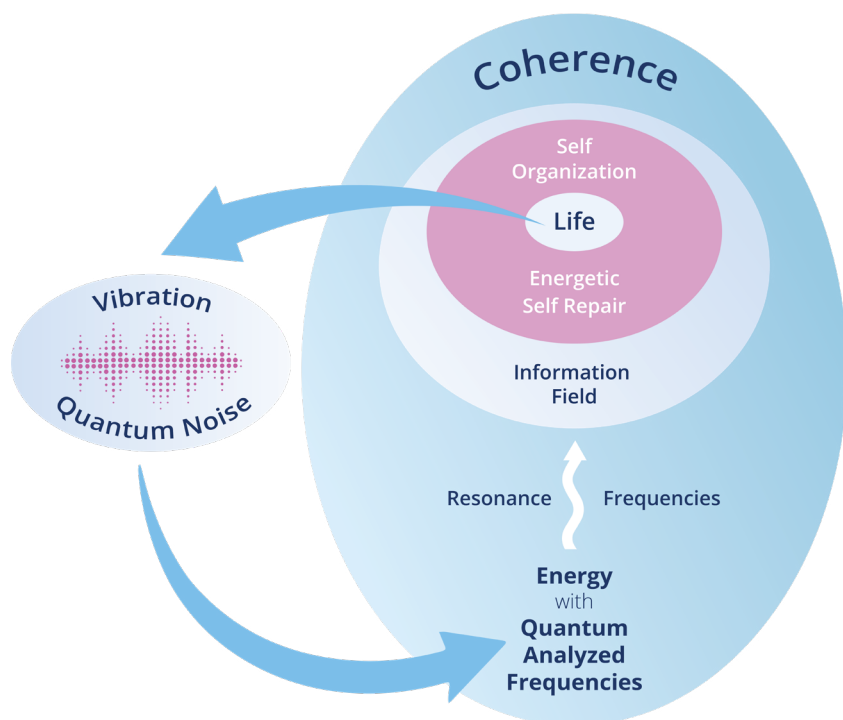 Coherence
Self
Organization
Life
Energetic
Self Repair
Information
Field
Vibration
Quantum Noise
Resonance Frequencies
Energy
with
Quantum
Analyzed
Frequencies